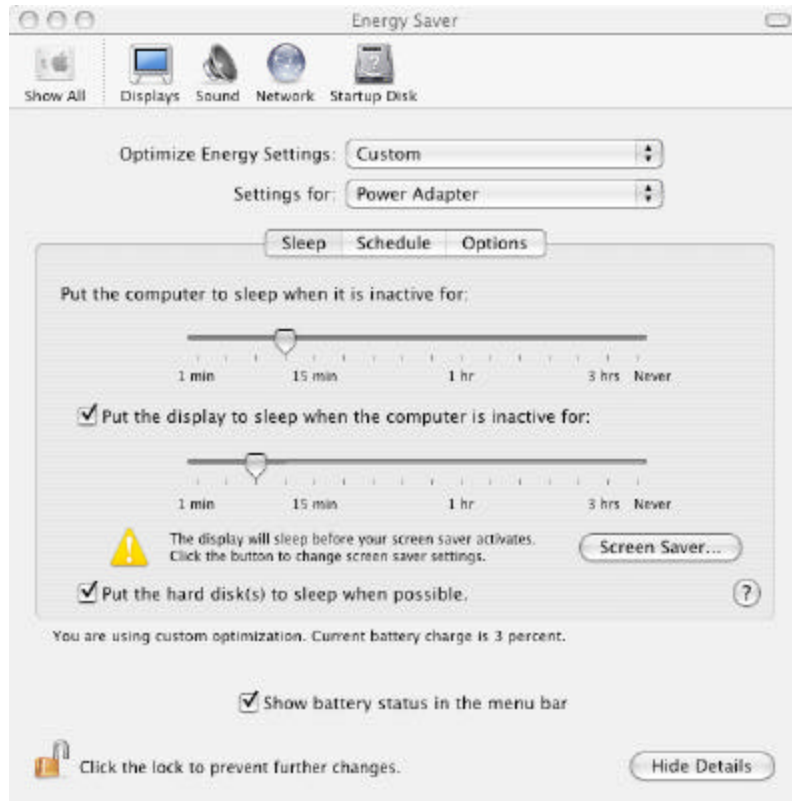 Energy Saver
Show All Displays Sound Network Startup Disk
Optimize Energy Settings: Custom
Settings for: Power Adapter
Sleep Schedule Options
Put the computer to sleep when it is inactive for:
1 min 15 min 1 hr 3 hrs Never
Put the display to sleep when the computer is inactive for:
1 min 15 min 1 hr 3 hrs Never
The display will sleep before your screen saver activates.
Click the button to change screen saver settings.
Screen Saver...
Put the hard disk(s) to sleep when possible.
?
You are using custom optimization. Current battery charge is 3 percent.
Show battery status in the menu bar
Click the lock to prevent further changes.
Hide Details